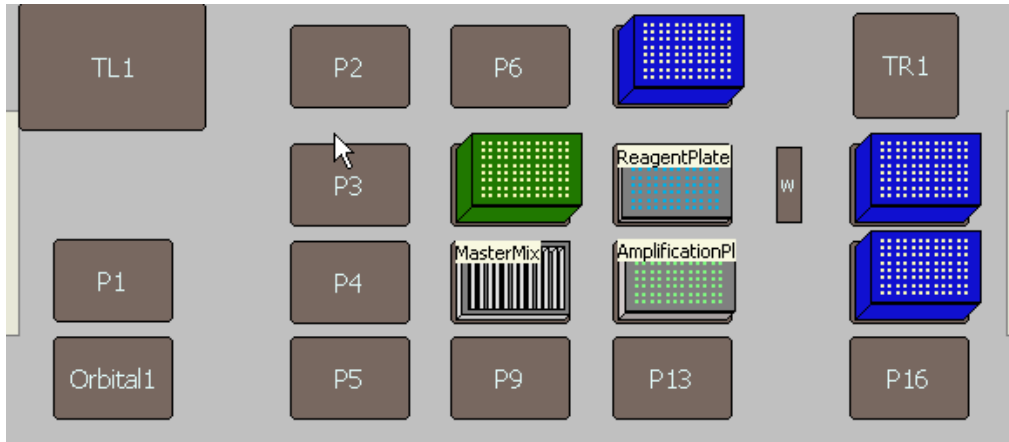 TL1
P2
P6
TR1
P3
ReagentPlate
W
P1
P4
MasterMix
AmplificationPl
Orbital1
P5
P9
P13
P16